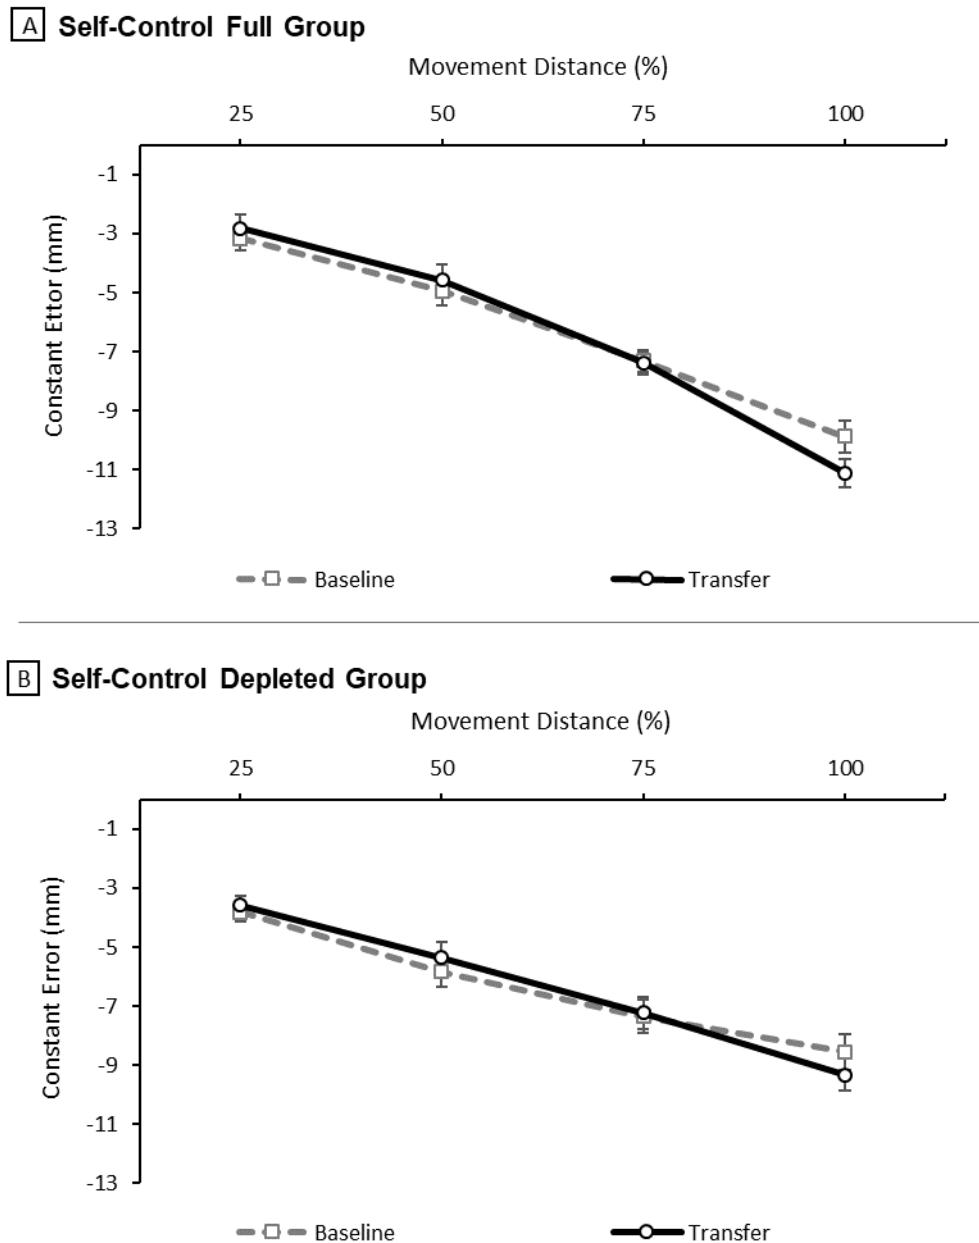 A Self-Control Full Group
Movement Distance (%)
25 50 75 100
-1
-3
-5
-7
-9
-11
-13
Constant Ettor (mm)
Baseline Transfer
B Self-Control Depleted Group
Movement Distance (%)
25 50 75 100
-1
-3
-5
-7
-9
-11
-13
Constant Error (mm)
Baseline Transfer